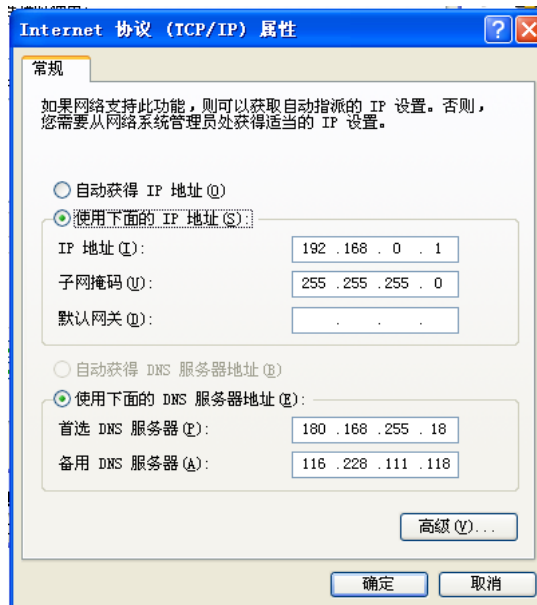 Internet 协议 (TCP/IP) 属性
常规
如果网络支持此功能，则可以获取自动指派的 IP 设置。否则，
您需要从网络系统管理员处获得适当的 IP 设置。
自动获得 IP 地址(O)
使用下面的 IP 地址(S):
IP 地址(I): 192 .168 . 0 . 1
子网掩码(U): 255 .255 .255 . 0
默认网关(D): . . .
自动获得 DNS 服务器地址(B)
使用下面的 DNS 服务器地址(E):
首选 DNS 服务器(P): 180 .168 .255 . 18
备用 DNS 服务器(A): 116 .228 .111 .118
高级(V)...
确定 取消